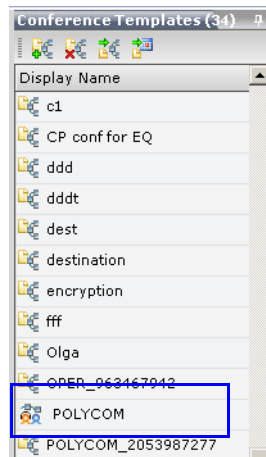 Conference Templates (34)
Display Name
c1
CP conf for EQ
ddd
dddt
dest
destination
encryption
fff
Olga
OPER_963467942
POLYCOM
POLYCOM_2053987277